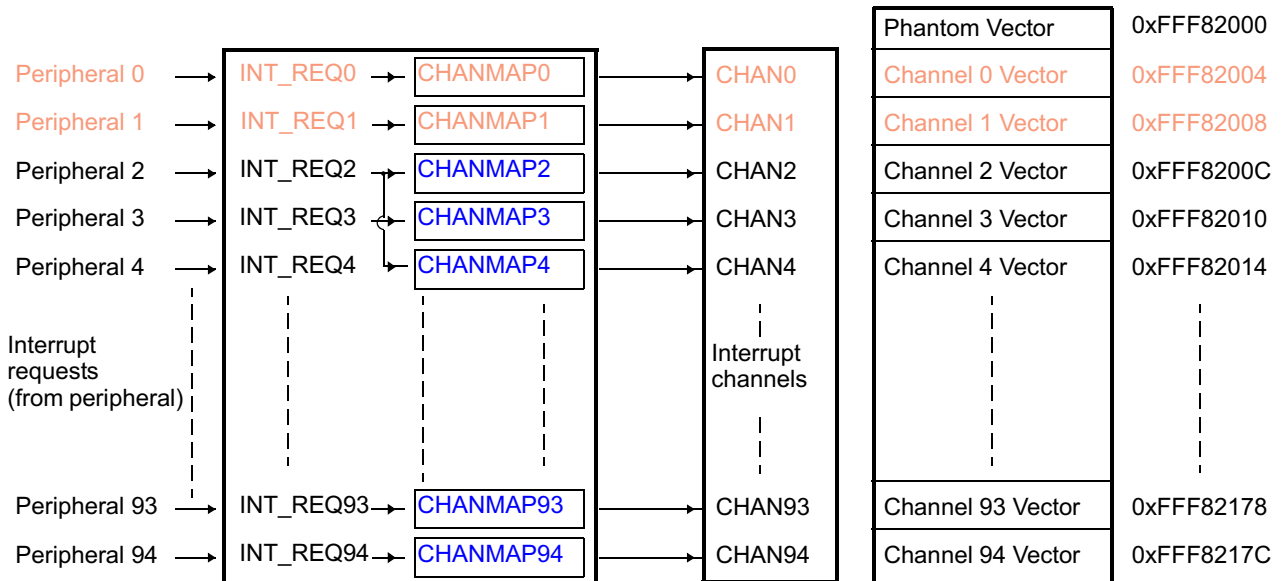 Phantom Vector 0xFFF82000
Peripheral 0 INT_REQ0 CHANMAP0 CHAN0 Channel 0 Vector 0xFFF82004
Peripheral 1 INT_REQ1 CHANMAP1 CHAN1 Channel 1 Vector 0xFFF82008
Peripheral 2 INT_REQ2 CHANMAP2 CHAN2 Channel 2 Vector 0xFFF8200C
Peripheral 3 INT_REQ3 CHANMAP3 CHAN3 Channel 3 Vector 0xFFF82010
Peripheral 4 INT_REQ4 CHANMAP4 CHAN4 Channel 4 Vector 0xFFF82014
Interrupt
requests
(from peripheral)
Interrupt
channels
Peripheral 93 INT_REQ93 CHANMAP93 CHAN93 Channel 93 Vector 0xFFF82178
Peripheral 94 INT_REQ94 CHANMAP94 CHAN94 Channel 94 Vector 0xFFF8217C